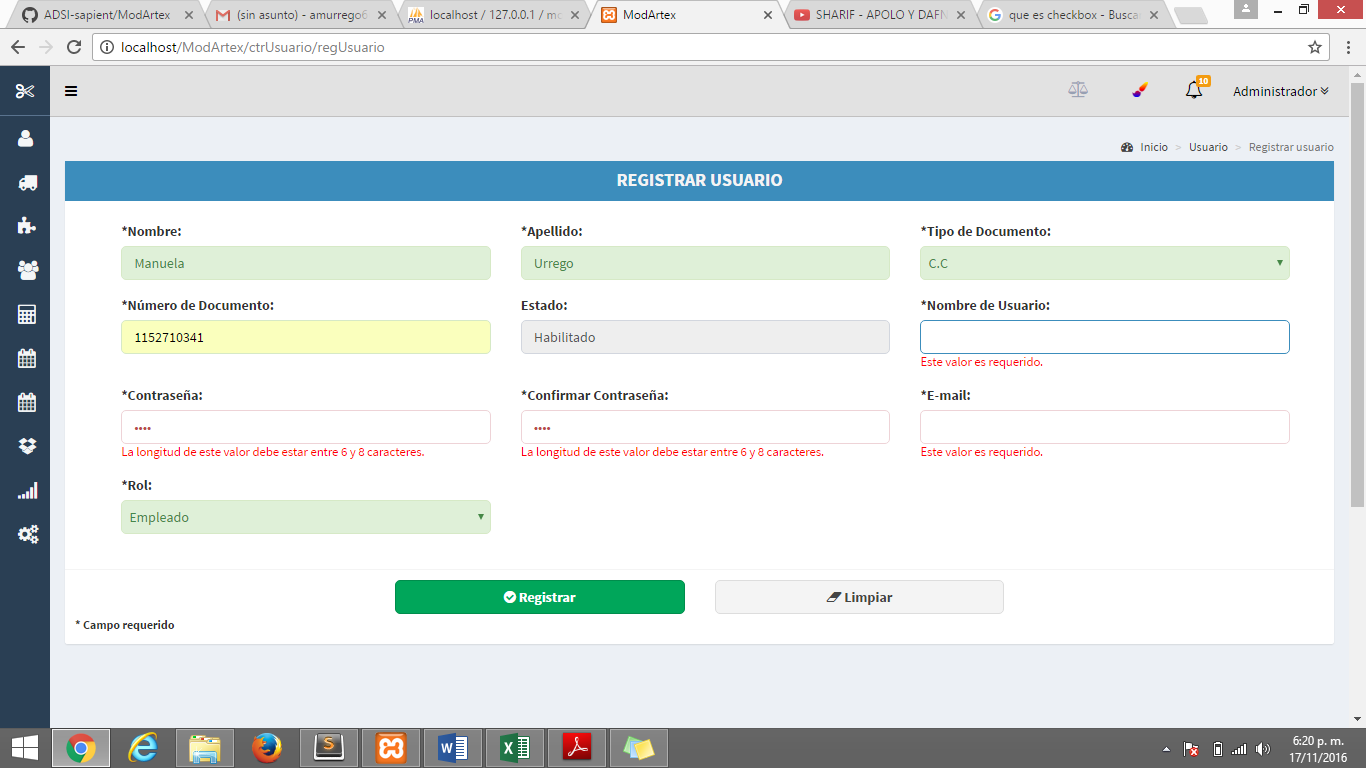 ADSI-sapient/ModArtex
(sin asunto) - amurrego6
localhost / 127.0.0.1 / mo
ModArtex
SHARIF - APOLO Y DAFN
que es checkbox - Busca
localhost/ModArtex/ctrUsuario/regUsuario
10
Administrador
Inicio > Usuario > Registrar usuario
REGISTRAR USUARIO
*Nombre: *Apellido: *Tipo de Documento:
Manuela Urrego C.C
*Número de Documento: Estado: *Nombre de Usuario:
1152710341 Habilitado
Este valor es requerido.
*Contraseña: *Confirmar Contraseña: *E-mail:
•••• ••••
La longitud de este valor debe estar entre 6 y 8 caracteres. La longitud de este valor debe estar entre 6 y 8 caracteres. Este valor es requerido.
*Rol:
Empleado
Registrar Limpiar
* Campo requerido
6:20 p. m.
17/11/2016